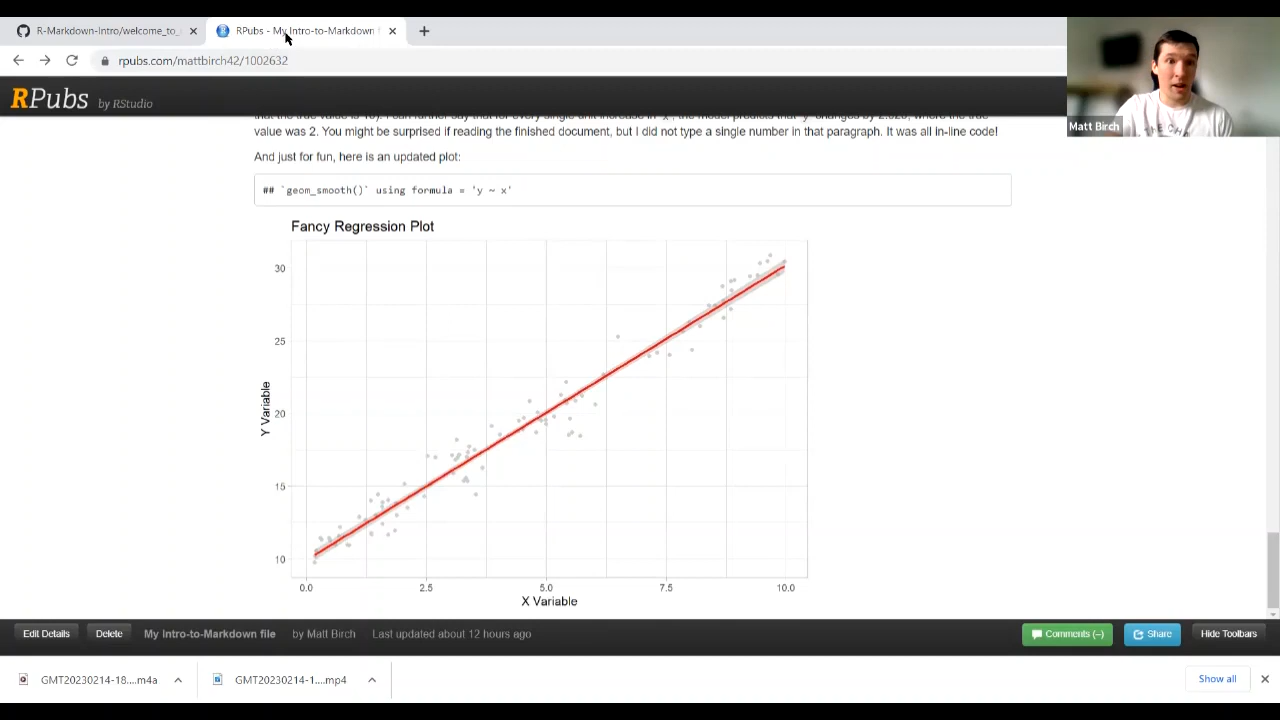 R-Markdown-Intro/welcome_to_
RPubs - My Intro-to-Markdown f
rpubs.com/mattbirch42/1002632
RPubs by RStudio
value was 2. You might be surprised if reading the finished document, but I did not type a single number in that paragraph. It was all in-line code!
And just for fun, here is an updated plot:
## `geom_smooth()` using formula = 'y ~ x'
Fancy Regression Plot
30
25
20
15
10
Y Variable
0.0 2.5 5.0 7.5 10.0
X Variable
Matt Birch
THE CH
Edit Details Delete My Intro-to-Markdown file by Matt Birch Last updated about 12 hours ago Comments (–) Share Hide Toolbars
GMT20230214-18....m4a GMT20230214-1....mp4 Show all